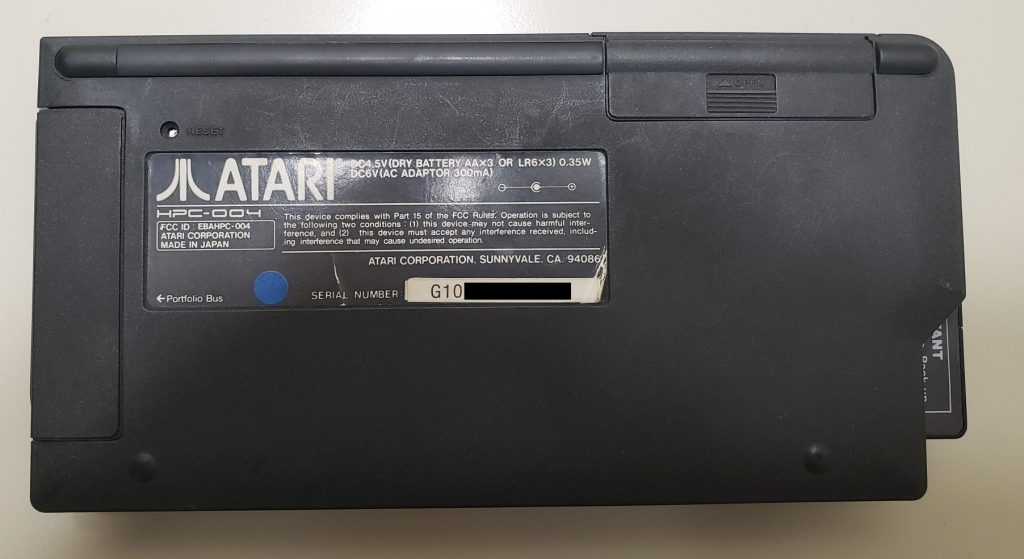 OPEN
RESET
ATARI
DC4.5V(DRY BATTERY AA×3 OR LR6×3) 0.35W
DC6V(AC ADAPTOR 300mA)
HPC-004
FCC ID : EBAHPC-004
ATARI CORPORATION
MADE IN JAPAN
This device complies with Part 15 of the FCC Rules. Operation is subject to
the following two conditions : (1) this device may not cause harmful inter-
ference, and (2) this device must accept any interference received, includ-
ing interference that may cause undesired operation.
ATARI CORPORATION, SUNNYVALE, CA. 94086
←Portfolio Bus
SERIAL NUMBER
G10